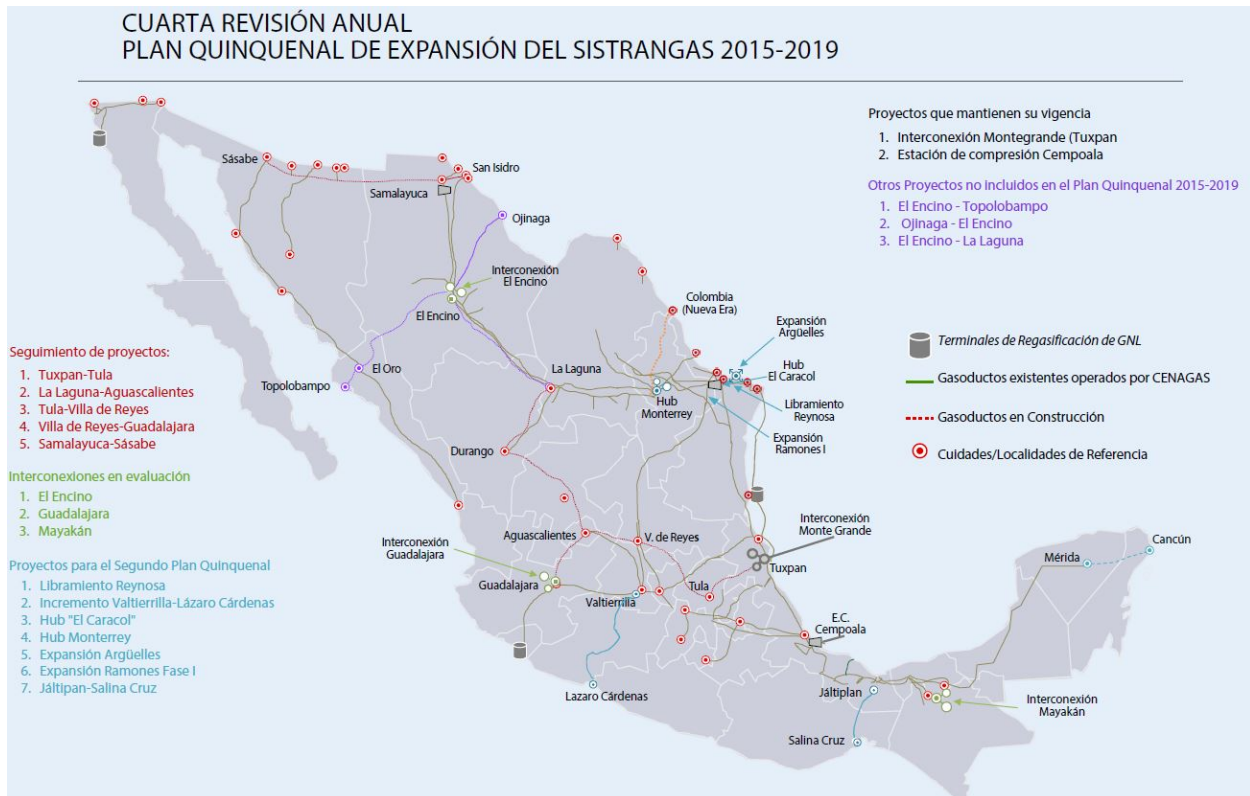 CUARTA REVISIÓN ANUAL
PLAN QUINQUENAL DE EXPANSIÓN DEL SISTRANGAS 2015-2019
Proyectos que mantienen su vigencia
1. Interconexión Montegrande (Tuxpan
2. Estación de compresión Cempoala
Otros Proyectos no incluidos en el Plan Quinquenal 2015-2019
1. El Encino - Topolobampo
2. Ojinaga - El Encino
3. El Encino - La Laguna
Terminales de Regasificación de GNL
Gasoductos existentes operados por CENAGAS
Gasoductos en Construcción
Cuidades/Localidades de Referencia
Seguimiento de proyectos:
1. Tuxpan-Tula
2. La Laguna-Aguascalientes
3. Tula-Villa de Reyes
4. Villa de Reyes-Guadalajara
5. Samalayuca-Sásabe
Interconexiones en evaluación
1. El Encino
2. Guadalajara
3. Mayakán
Proyectos para el Segundo Plan Quinquenal
1. Libramiento Reynosa
2. Incremento Valtierrilla-Lázaro Cárdenas
3. Hub "El Caracol"
4. Hub Monterrey
5. Expansión Argüelles
6. Expansión Ramones Fase I
7. Jáltipan-Salina Cruz
Sásabe
San Isidro
Samalayuca
Ojinaga
Interconexión
El Encino
El Encino
Colombia
(Nueva Era)
Expansión
Argüelles
Hub
El Caracol
Libramiento
Reynosa
Expansión
Ramones I
El Oro
Topolobampo
La Laguna
Hub
Monterrey
Durango
Interconexión
Monte Grande
Aguascalientes
V. de Reyes
Interconexión
Guadalajara
Guadalajara
Valtierrilla
Tula
Tuxpan
Mérida
Cancún
E.C.
Cempoala
Lazaro Cárdenas
Jáltiplan
Interconexión
Mayakán
Salina Cruz